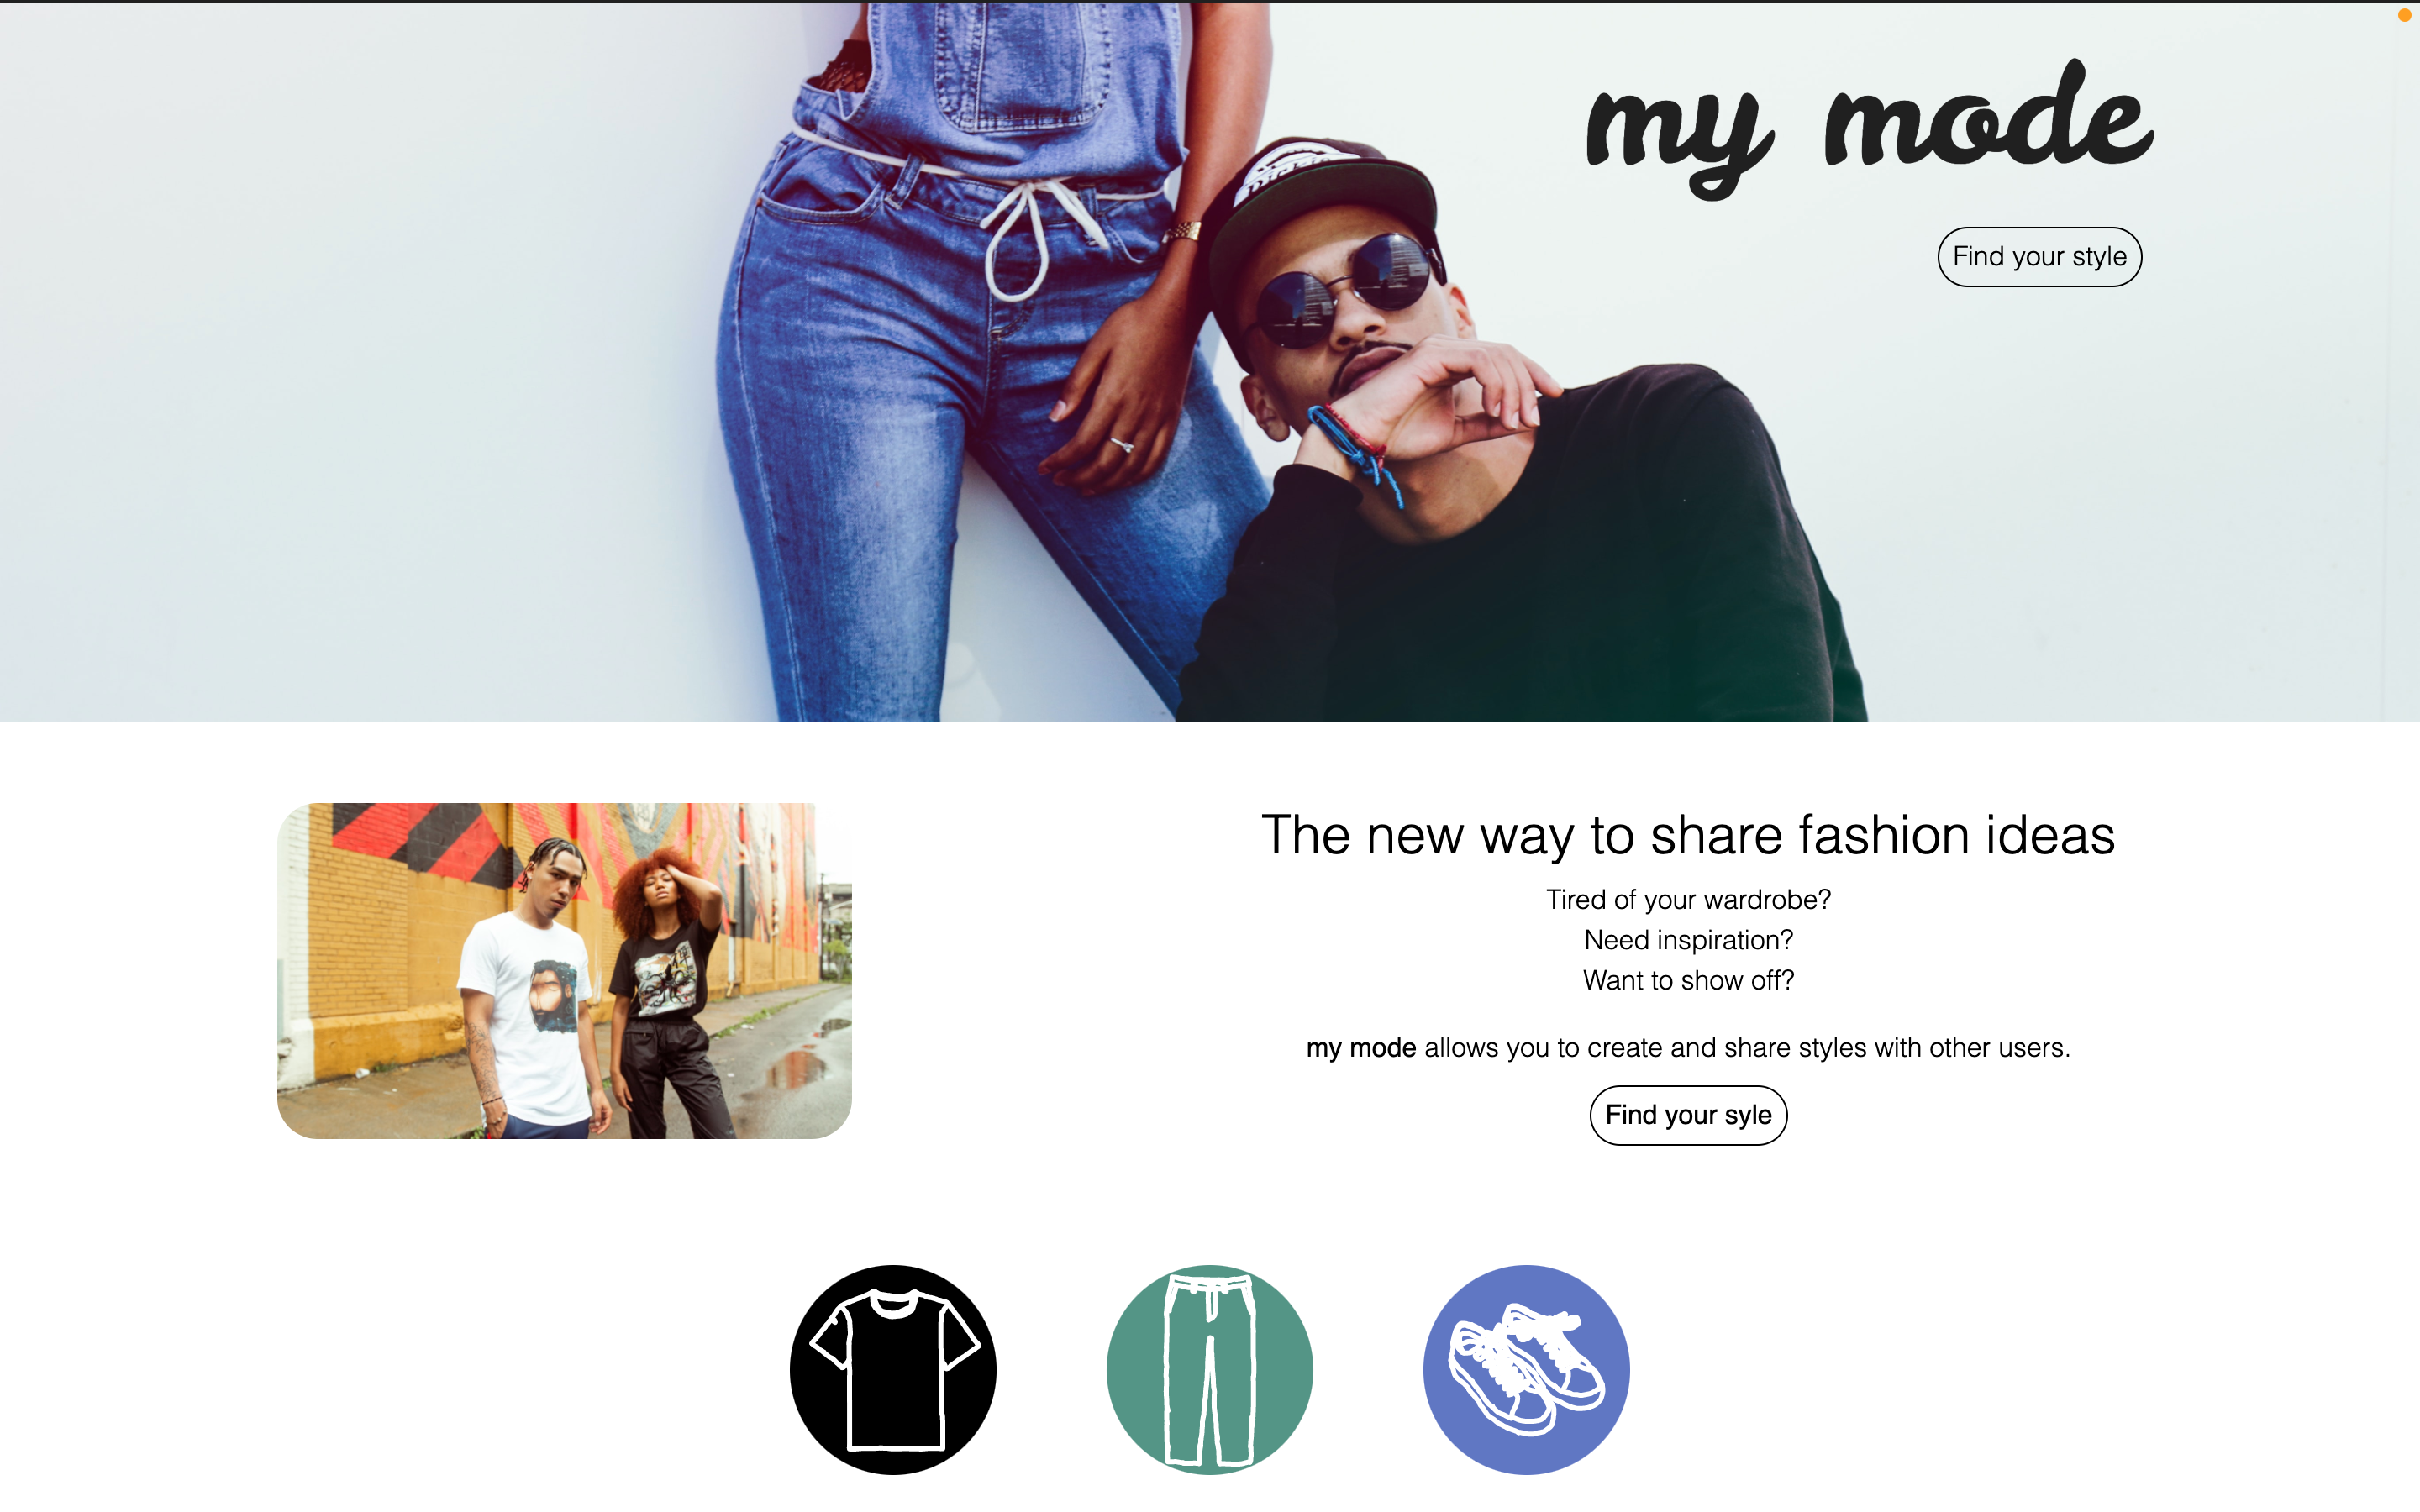 my mode
Find your style
The new way to share fashion ideas
Tired of your wardrobe?
Need inspiration?
Want to show off?
my mode allows you to create and share styles with other users.
Find your syle